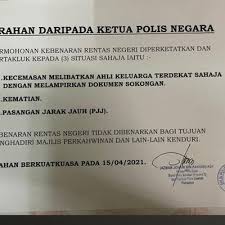 RAHAN DARIPADA KETUA POLIS NEGARA
RMOHONAN KEBENARAN RENTAS NEGERI DIPERKETATKAN DAN
RTAKLUK KEPADA (3) SITUASI SAHAJA IAITU :-
KECEMASAN MELIBATKAN AHLI KELUARGA TERDEKAT SAHAJA
DENGAN MELAMPIRKAN DOKUMEN SOKONGAN.
KEMATIAN.
PASANGAN JARAK JAUH (PJJ).
BENARAN RENTAS NEGERI TIDAK DIBENARKAN BAGI TUJUAN
NGHADIRI MAJLIS PERKAHWINAN DAN LAIN-LAIN KENDURI.
AHAN BERKUATKUASA PADA 15/04/2021.